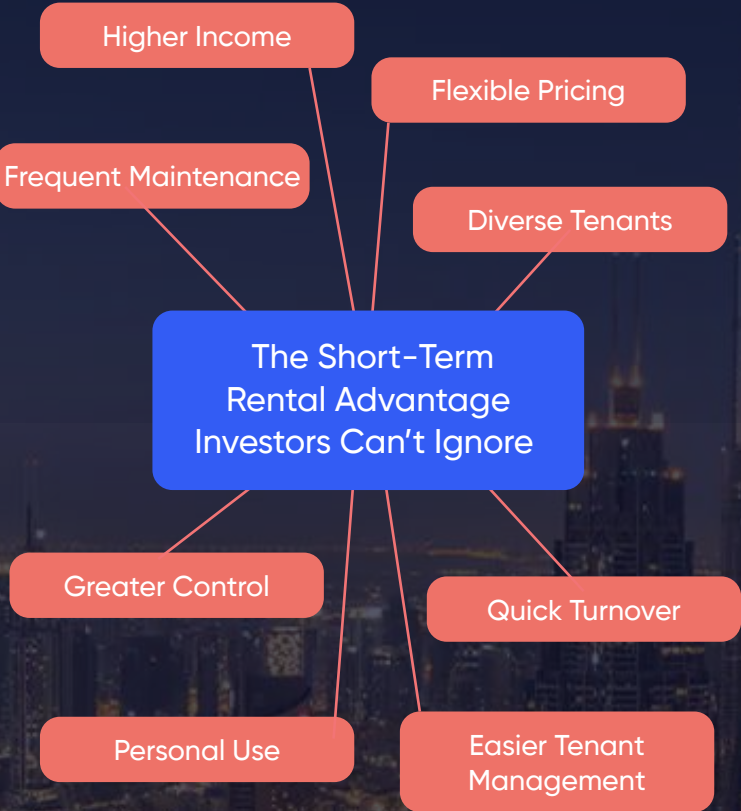 Higher Income
Flexible Pricing
Frequent Maintenance
Diverse Tenants
The Short-Term
Rental Advantage
Investors Can’t Ignore
Greater Control
Quick Turnover
Personal Use
Easier Tenant
Management